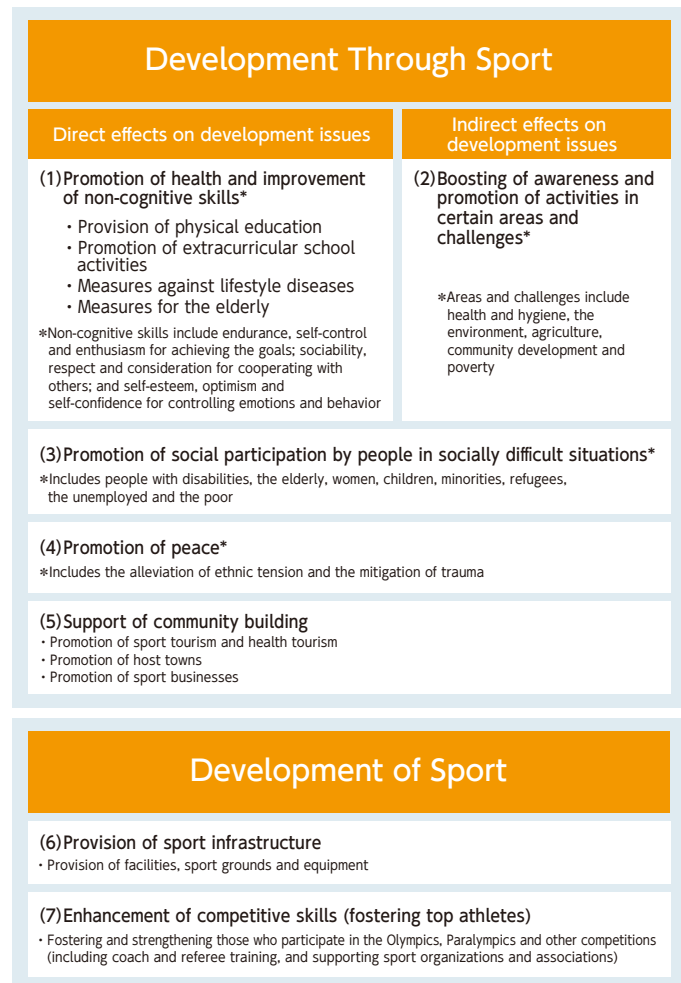 Development Through Sport
Direct effects on development issues
Indirect effects on
development issues
(1)Promotion of health and improvement
of non-cognitive skills*
・Provision of physical education
・Promotion of extracurricular school
activities
・Measures against lifestyle diseases
・Measures for the elderly
*Non-cognitive skills include endurance, self-control
and enthusiasm for achieving the goals; sociability,
respect and consideration for cooperating with
others; and self-esteem, optimism and
self-confidence for controlling emotions and behavior
(2)Boosting of awareness and
promotion of activities in
certain areas and
challenges*
*Areas and challenges include
health and hygiene, the
environment, agriculture,
community development and
poverty
(3)Promotion of social participation by people in socially difficult situations*
*Includes people with disabilities, the elderly, women, children, minorities, refugees,
the unemployed and the poor
(4)Promotion of peace*
*Includes the alleviation of ethnic tension and the mitigation of trauma
(5)Support of community building
・Promotion of sport tourism and health tourism
・Promotion of host towns
・Promotion of sport businesses
Development of Sport
(6)Provision of sport infrastructure
・Provision of facilities, sport grounds and equipment
(7)Enhancement of competitive skills (fostering top athletes)
・Fostering and strengthening those who participate in the Olympics, Paralympics and other competitions
(including coach and referee training, and supporting sport organizations and associations)